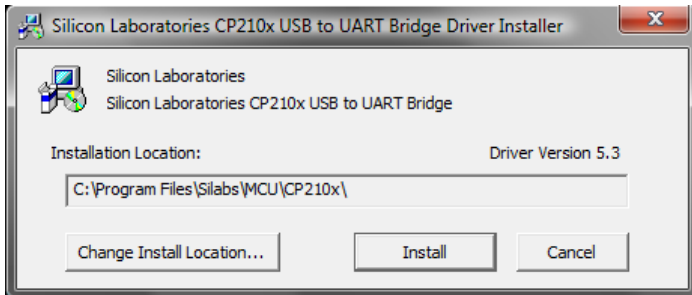 Silicon Laboratories CP210x USB to UART Bridge Driver Installer
Silicon Laboratories
Silicon Laboratories CP210x USB to UART Bridge
Installation Location: Driver Version 5.3
C:\Program Files\Silabs\MCU\CP210x\
Change Install Location... Install Cancel